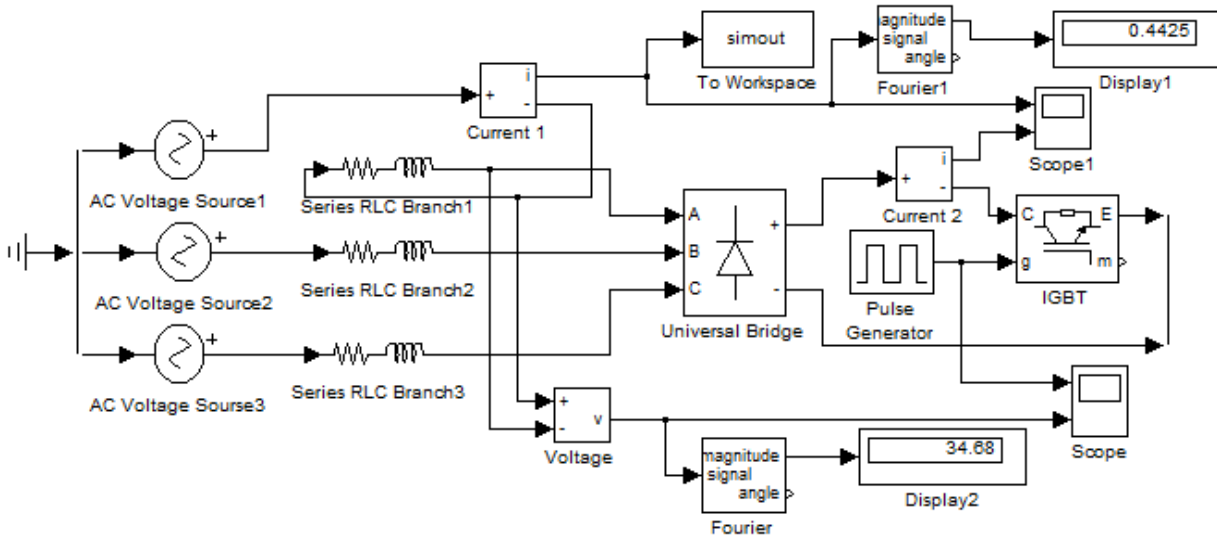 magnitude
signal
angle
Fourier1
0.4425
Display1
simout
To Workspace
i
+
-
Current 1
Scope1
+
AC Voltage Source1
Series RLC Branch1
i
+
-
Current 2
A
B
C
+
-
Universal Bridge
C
E
g
m
IGBT
Pulse
Generator
+
AC Voltage Source2
Series RLC Branch2
+
AC Voltage Sourse3
Series RLC Branch3
+
-
v
Voltage
Scope
magnitude
signal
angle
Fourier
34.68
Display2